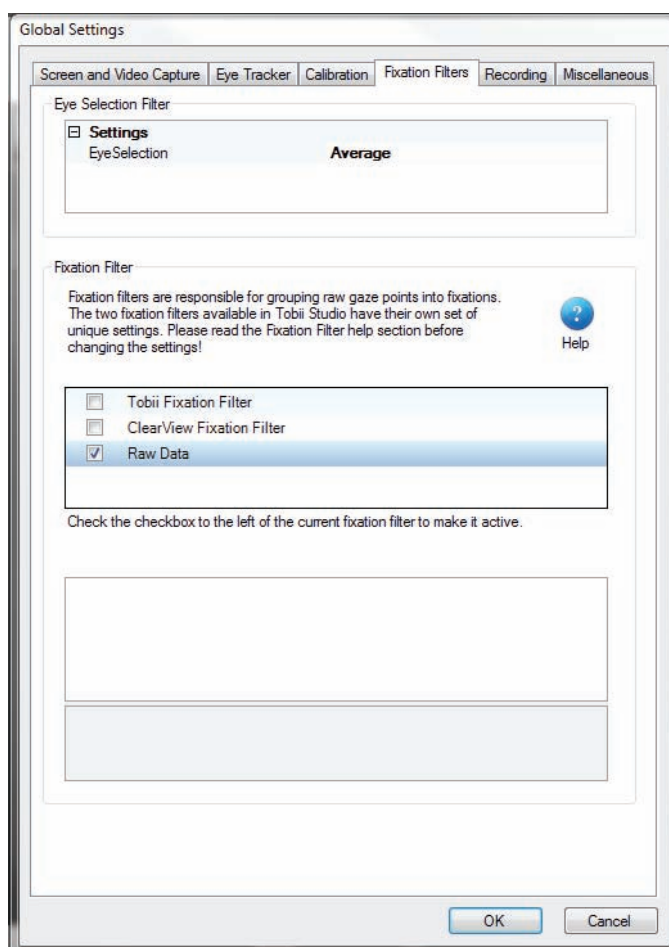 Global Settings
Screen and Video Capture Eye Tracker Calibration Fixation Filters Recording Miscellaneous
Eye Selection Filter
Settings
EyeSelection Average
Fixation Filter
Fixation filters are responsible for grouping raw gaze points into fixations.
The two fixation filters available in Tobii Studio have their own set of
unique settings. Please read the Fixation Filter help section before
changing the settings!
?
Help
Tobii Fixation Filter
ClearView Fixation Filter
Raw Data
Check the checkbox to the left of the current fixation filter to make it active.
OK Cancel